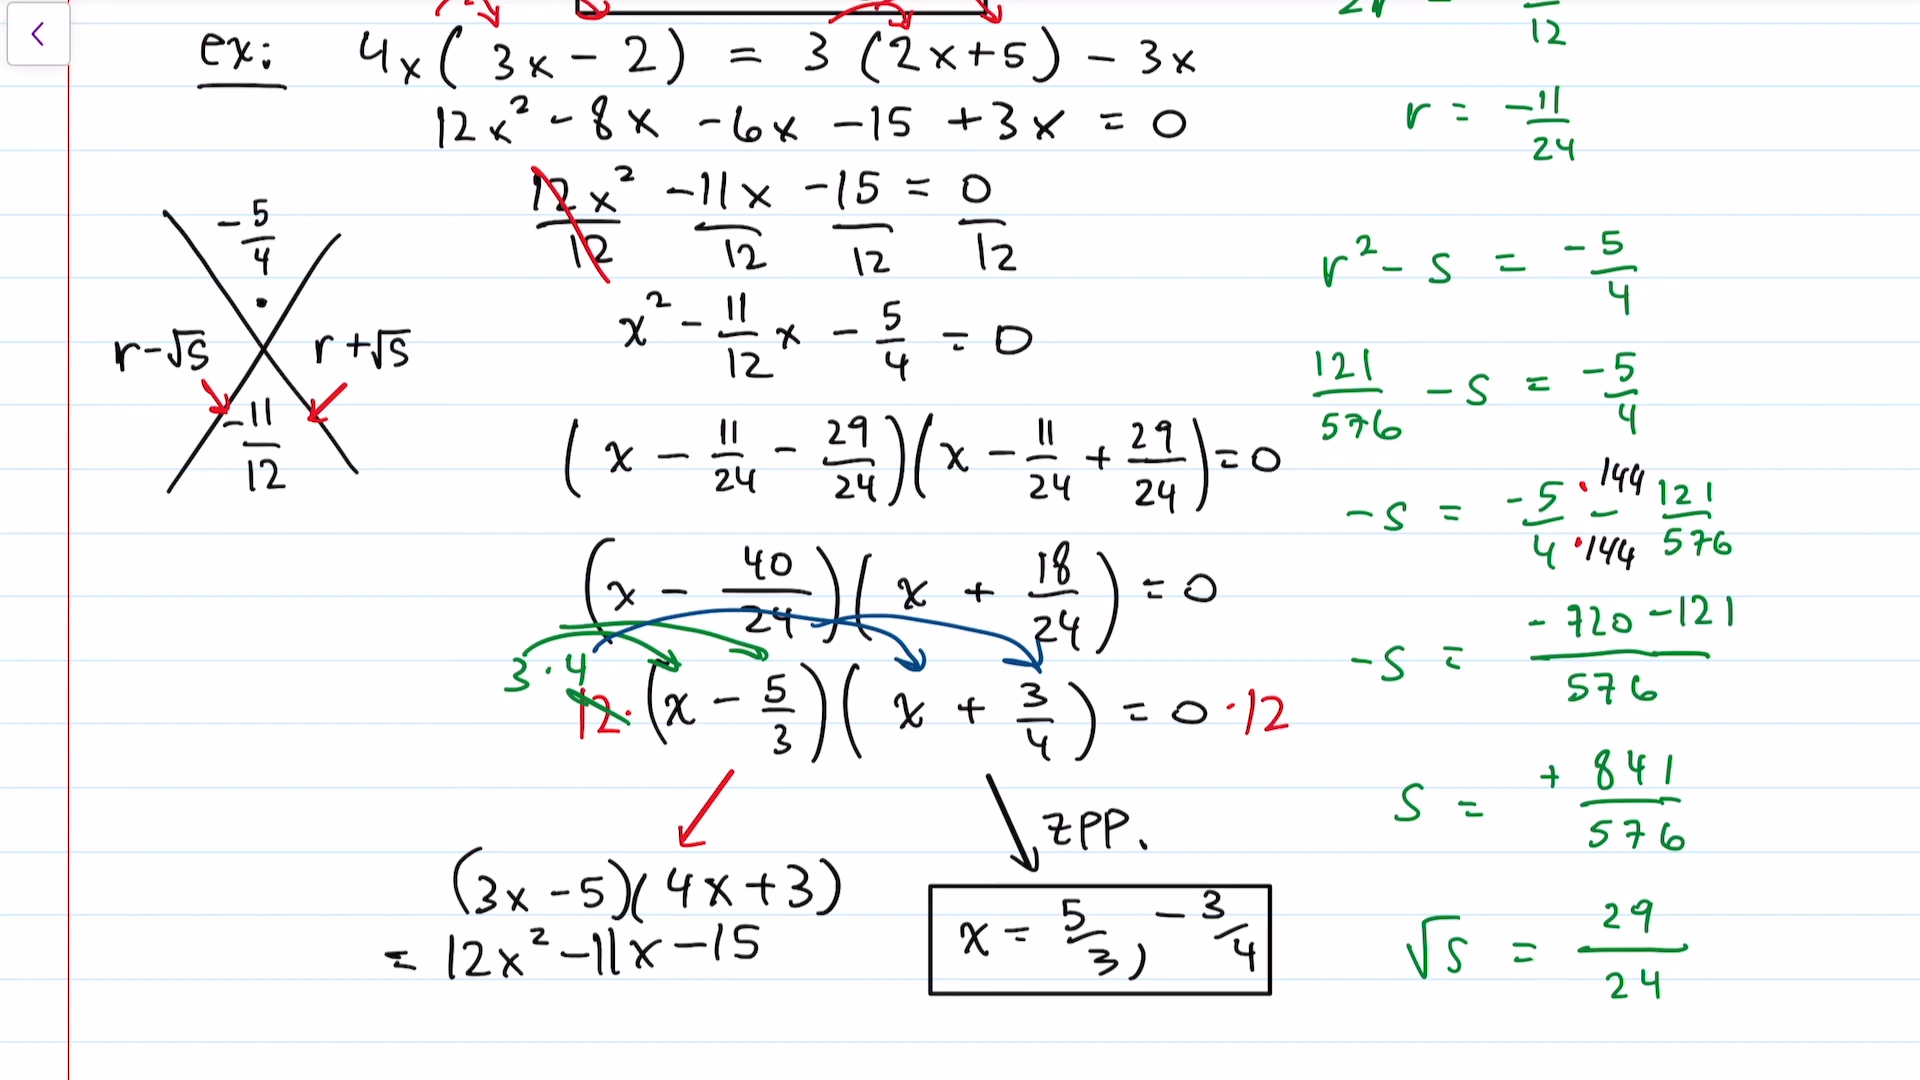 ex: 4x ( 3x - 2) = 3 (2x+5) - 3x
12x² - 8x - 6x - 15 + 3x = 0
12x²/12 - 11x/12 - 15/12 = 0/12
x² - 11/12 x - 5/4 = 0
(x - 11/24 - 29/24)(x - 11/24 + 29/24) = 0
(x - 40/24)(x + 18/24) = 0
3·4
12·(x - 5/3)(x + 3/4) = 0 ·12
ZPP.
(3x - 5)(4x + 3)
= 12x² - 11x - 15
x = 5/3, -3/4
-5/4
·
r-√s r+√s
-11/12
12
r = -11/24
r² - s = -5/4
121/576 - s = -5/4
-s = -5/4 ·144/·144 - 121/576
-s = -720 -121/576
s = + 841/576
√s = 29/24